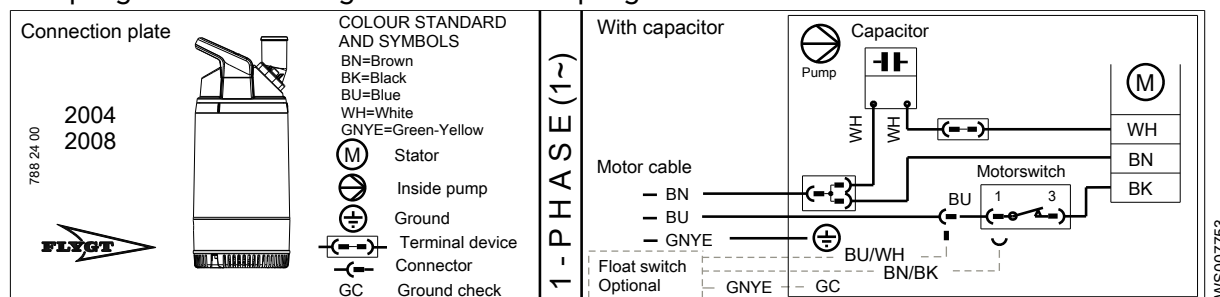 Connection plate
2004
2008
788 24 00
FLYGT
COLOUR STANDARD
AND SYMBOLS
BN=Brown
BK=Black
BU=Blue
WH=White
GNYE=Green-Yellow
M Stator
Inside pump
Ground
Terminal device
Connector
GC Ground check
1 - PHASE (1~)
With capacitor
Pump
Capacitor
WH
WH
M
WH
BN
BK
Motor cable
BN
BU
GNYE
Motorswitch
BU
1 3
BU/WH
BN/BK
Float switch
Optional
GNYE
GC